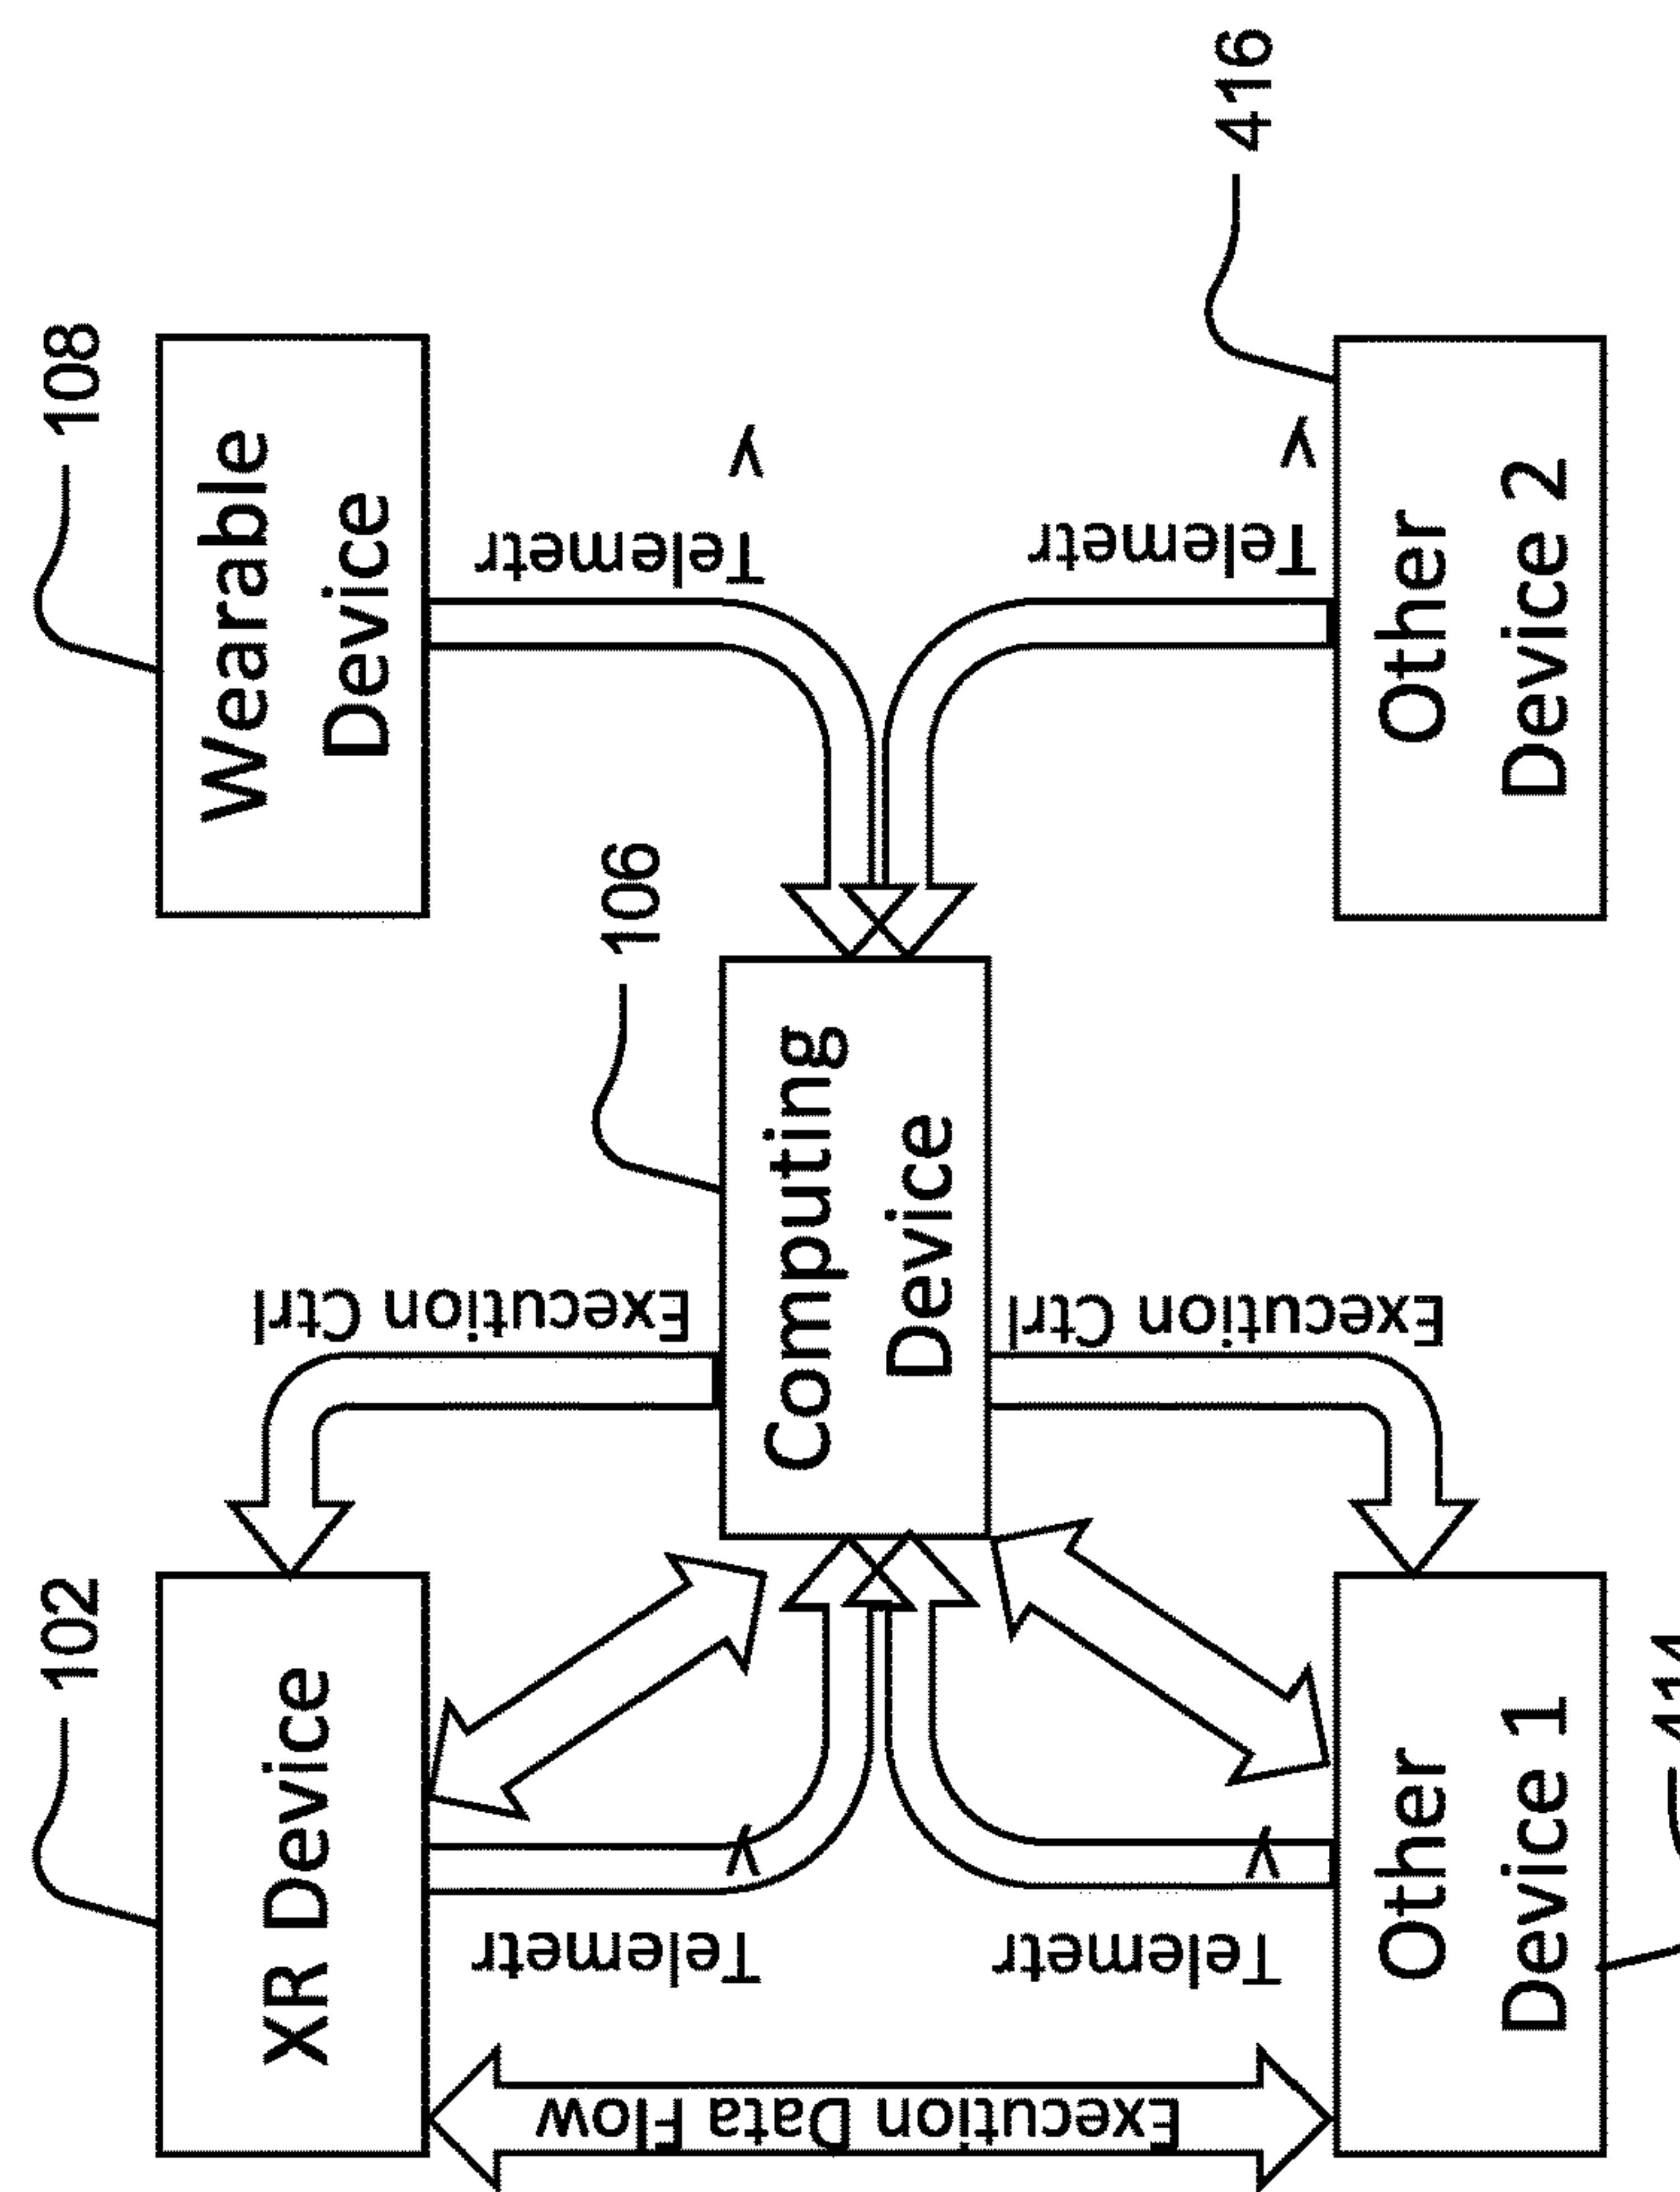 102
108
XR Device
Wearable
Device
Execution Ctrl
Telemetr
y
Telemetr
y
106
Execution Data Flow
Computing
Device
Telemetr
y
Execution Ctrl
Telemetr
y
416
Other
Device 1
Other
Device 2
414